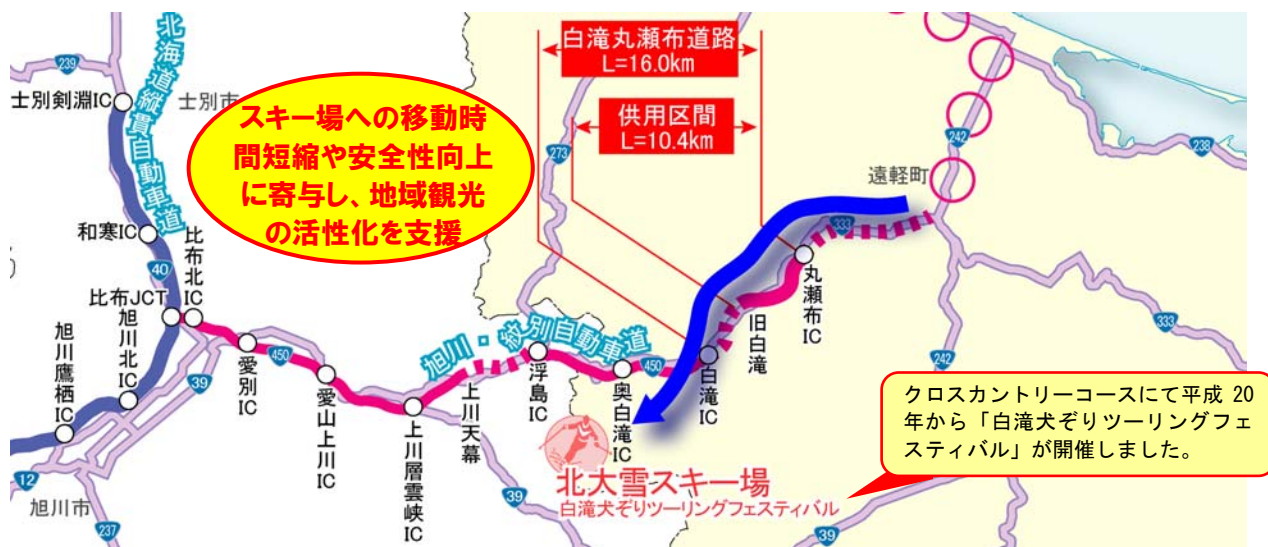 白滝丸瀬布道路
L=16.0km
供用区間
L=10.4km
スキー場への移動時
間短縮や安全性向上
に寄与し、地域観光
の活性化を支援
北海道縦貫自動車道
239
士別剣淵IC
士別市
和寒IC
40
比布北IC
比布JCT
旭川北IC
旭川鷹栖IC
愛別IC
450
39
愛山上川IC
上川層雲峡IC
旭川・紋別自動車道
上川天幕
浮島IC
奥白滝IC
450
白滝IC
旧白滝
丸瀬布IC
333
273
242
238
遠軽町
333
242
12
旭川市
237
39
39
北大雪スキー場
白滝犬ぞりツーリングフェスティバル
クロスカントリーコースにて平成 20
年から「白滝犬ぞりツーリングフェ
スティバル」が開催しました。